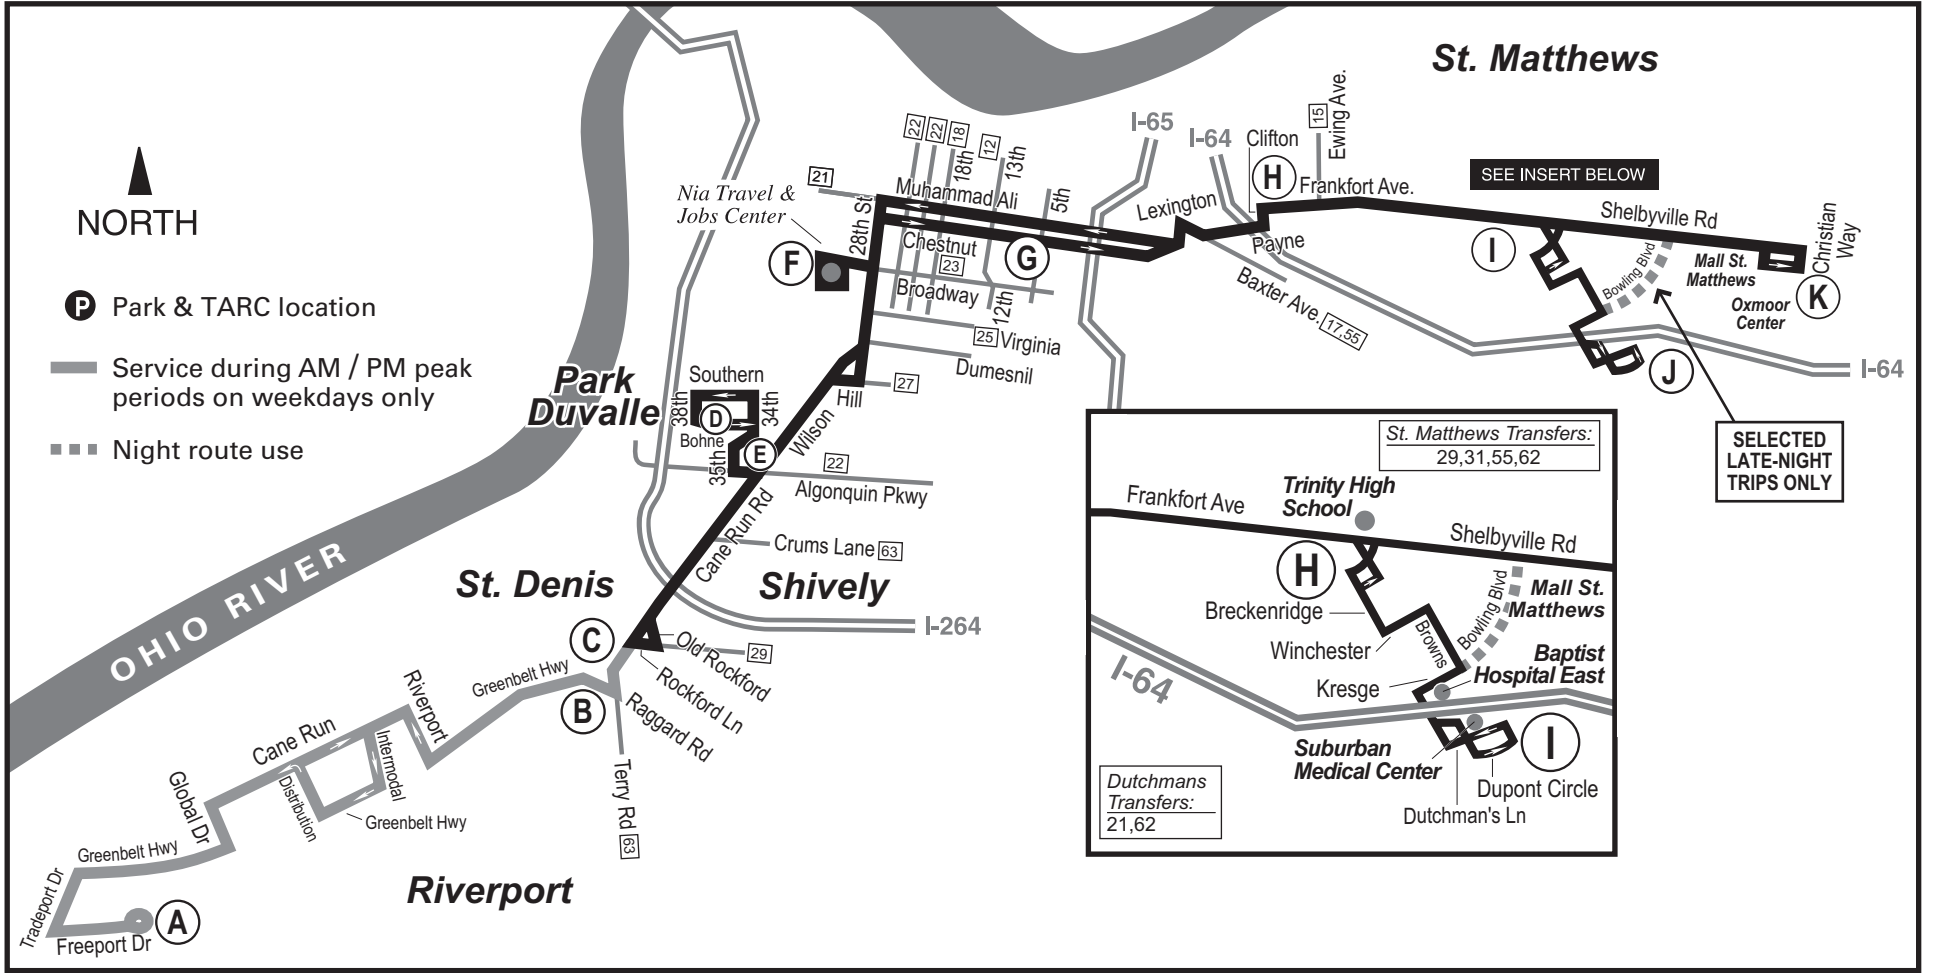 St. Matthews
NORTH
P Park & TARC location
Service during AM / PM peak
periods on weekdays only
Night route use
OHIO RIVER
Nia Travel &
Jobs Center
21
22
22
18
18th
12
13th
5th
Muhammad Ali
28th St
Chestnut
23
Broadway
12th
25 Virginia
Dumesnil
27
Hill
F
G
I-65
I-64
Clifton
H
15
Ewing Ave.
Frankfort Ave.
Lexington
Payne
Baxter Ave.
17,55
SEE INSERT BELOW
Shelbyville Rd
Christian
Way
I
Bowling Blvd
Mall St.
Matthews
Oxmoor
Center
K
J
I-64
SELECTED
LATE-NIGHT
TRIPS ONLY
Park
Duvalle
Southern
38th
D
34th
Bohne
35th
E
Wilson
22
Algonquin Pkwy
Cane Run Rd
Crums Lane 63
St. Denis
Shively
I-264
C
Old Rockford
29
Rockford Ln
Raggard Rd
Greenbelt Hwy
B
Terry Rd 63
Riverport
Cane Run
Intermodal
Distribution
Greenbelt Hwy
Global Dr
Greenbelt Hwy
Tradeport Dr
Freeport Dr
A
Riverport
St. Matthews Transfers:
29,31,55,62
Frankfort Ave
Trinity High
School
Shelbyville Rd
H
Breckenridge
Winchester
Browns
Bowling Blvd
Mall St.
Matthews
Baptist
Hospital East
Kresge
I-64
Suburban
Medical Center
I
Dupont Circle
Dutchman's Ln
Dutchmans
Transfers:
21,62